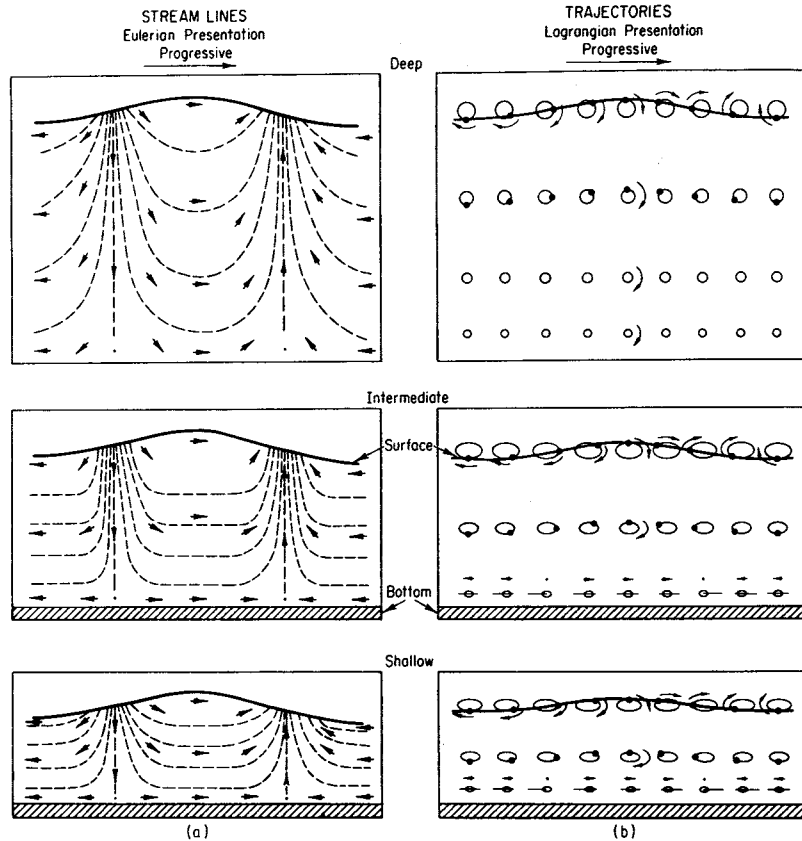 STREAM LINES
Eulerian Presentation
Progressive
TRAJECTORIES
Lagrangian Presentation
Progressive
Deep
Intermediate
Surface
Bottom
Shallow
(a)
(b)